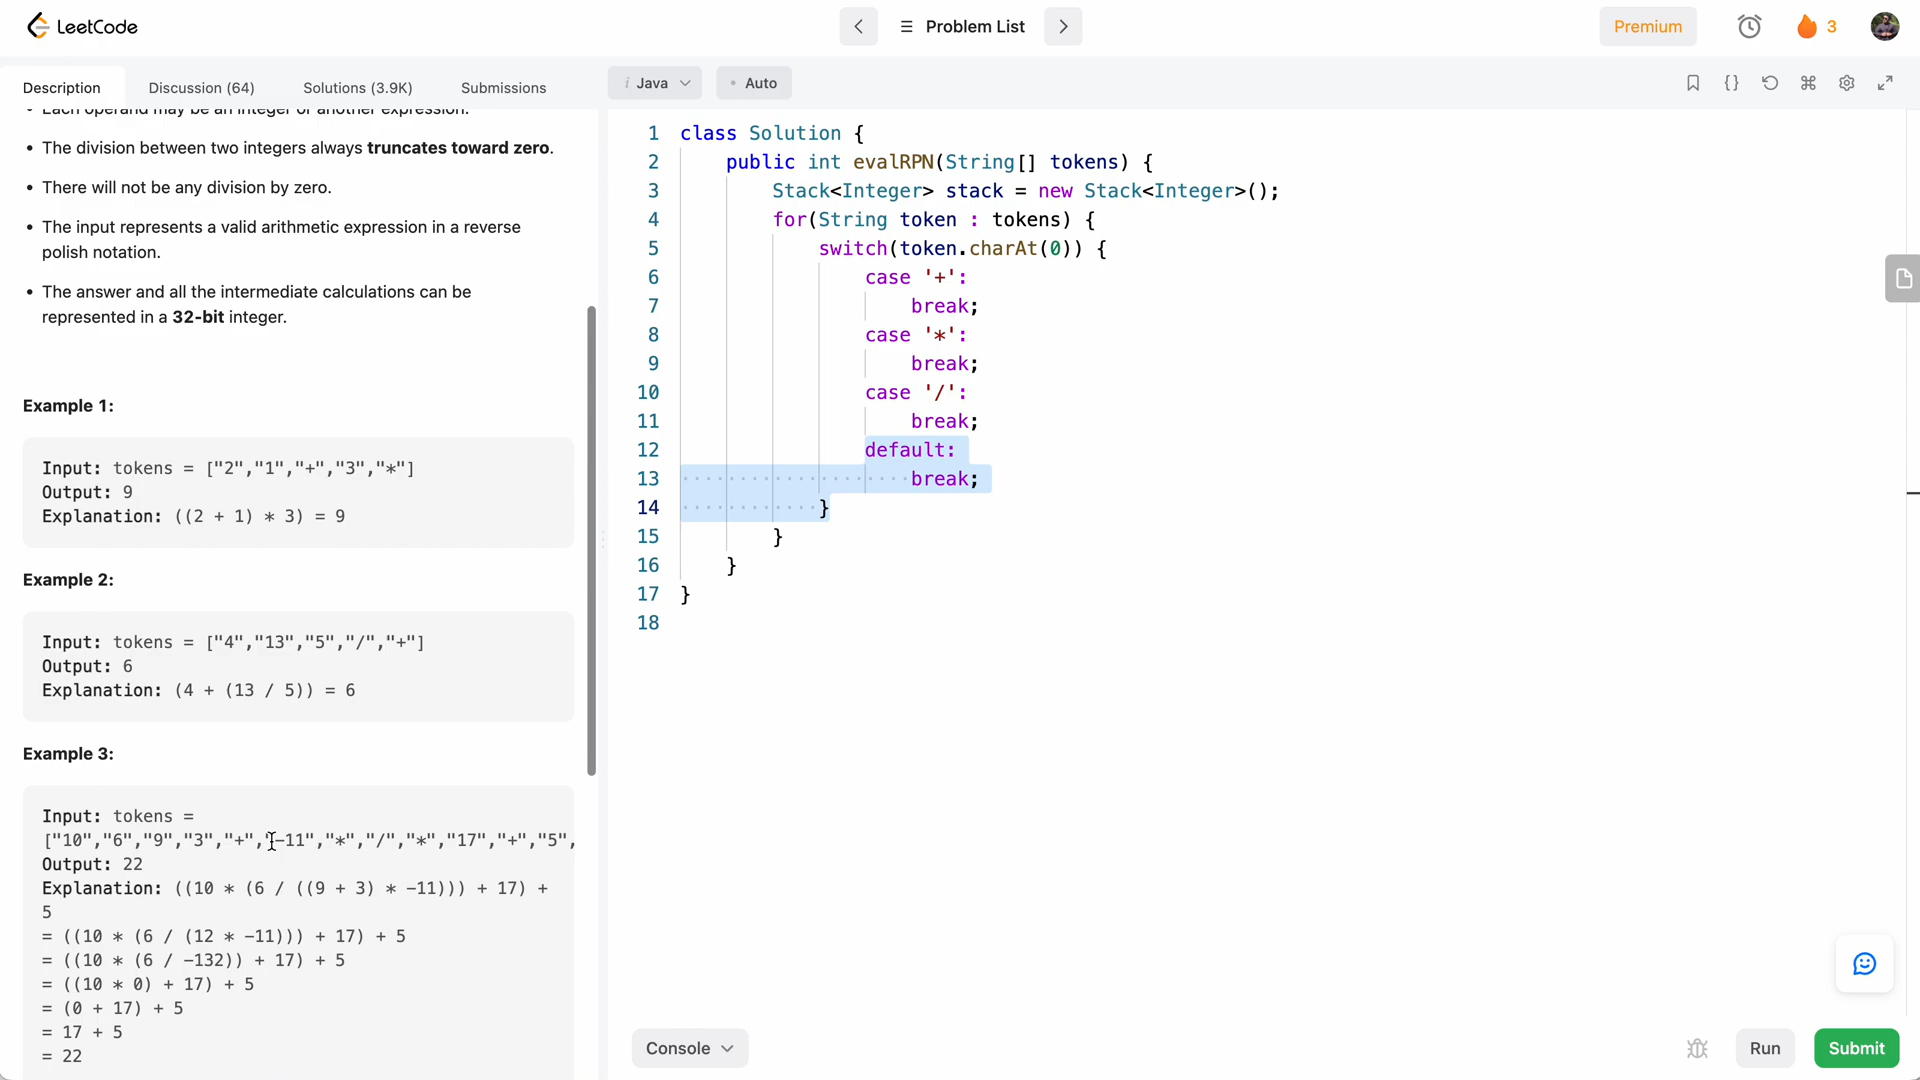 LeetCode
Problem List
Premium
3
Description
Discussion (64)
Solutions (3.9K)
Submissions
i Java
• Auto
• Each operand may be an integer or another expression.
• The division between two integers always truncates toward zero.
• There will not be any division by zero.
• The input represents a valid arithmetic expression in a reverse
polish notation.
• The answer and all the intermediate calculations can be
represented in a 32-bit integer.
Example 1:
Input: tokens = ["2","1","+","3","*"]
Output: 9
Explanation: ((2 + 1) * 3) = 9
Example 2:
Input: tokens = ["4","13","5","/","+"]
Output: 6
Explanation: (4 + (13 / 5)) = 6
Example 3:
Input: tokens =
["10","6","9","3","+","-11","*","/","*","17","+","5",
Output: 22
Explanation: ((10 * (6 / ((9 + 3) * -11))) + 17) +
5
= ((10 * (6 / (12 * -11))) + 17) + 5
= ((10 * (6 / -132)) + 17) + 5
= ((10 * 0) + 17) + 5
= (0 + 17) + 5
= 17 + 5
= 22
1 class Solution {
2 public int evalRPN(String[] tokens) {
3 Stack<Integer> stack = new Stack<Integer>();
4 for(String token : tokens) {
5 switch(token.charAt(0)) {
6 case '+':
7 break;
8 case '*':
9 break;
10 case '/':
11 break;
12 default:
13 break;
14 }
15 }
16 }
17 }
18
Console
Run
Submit